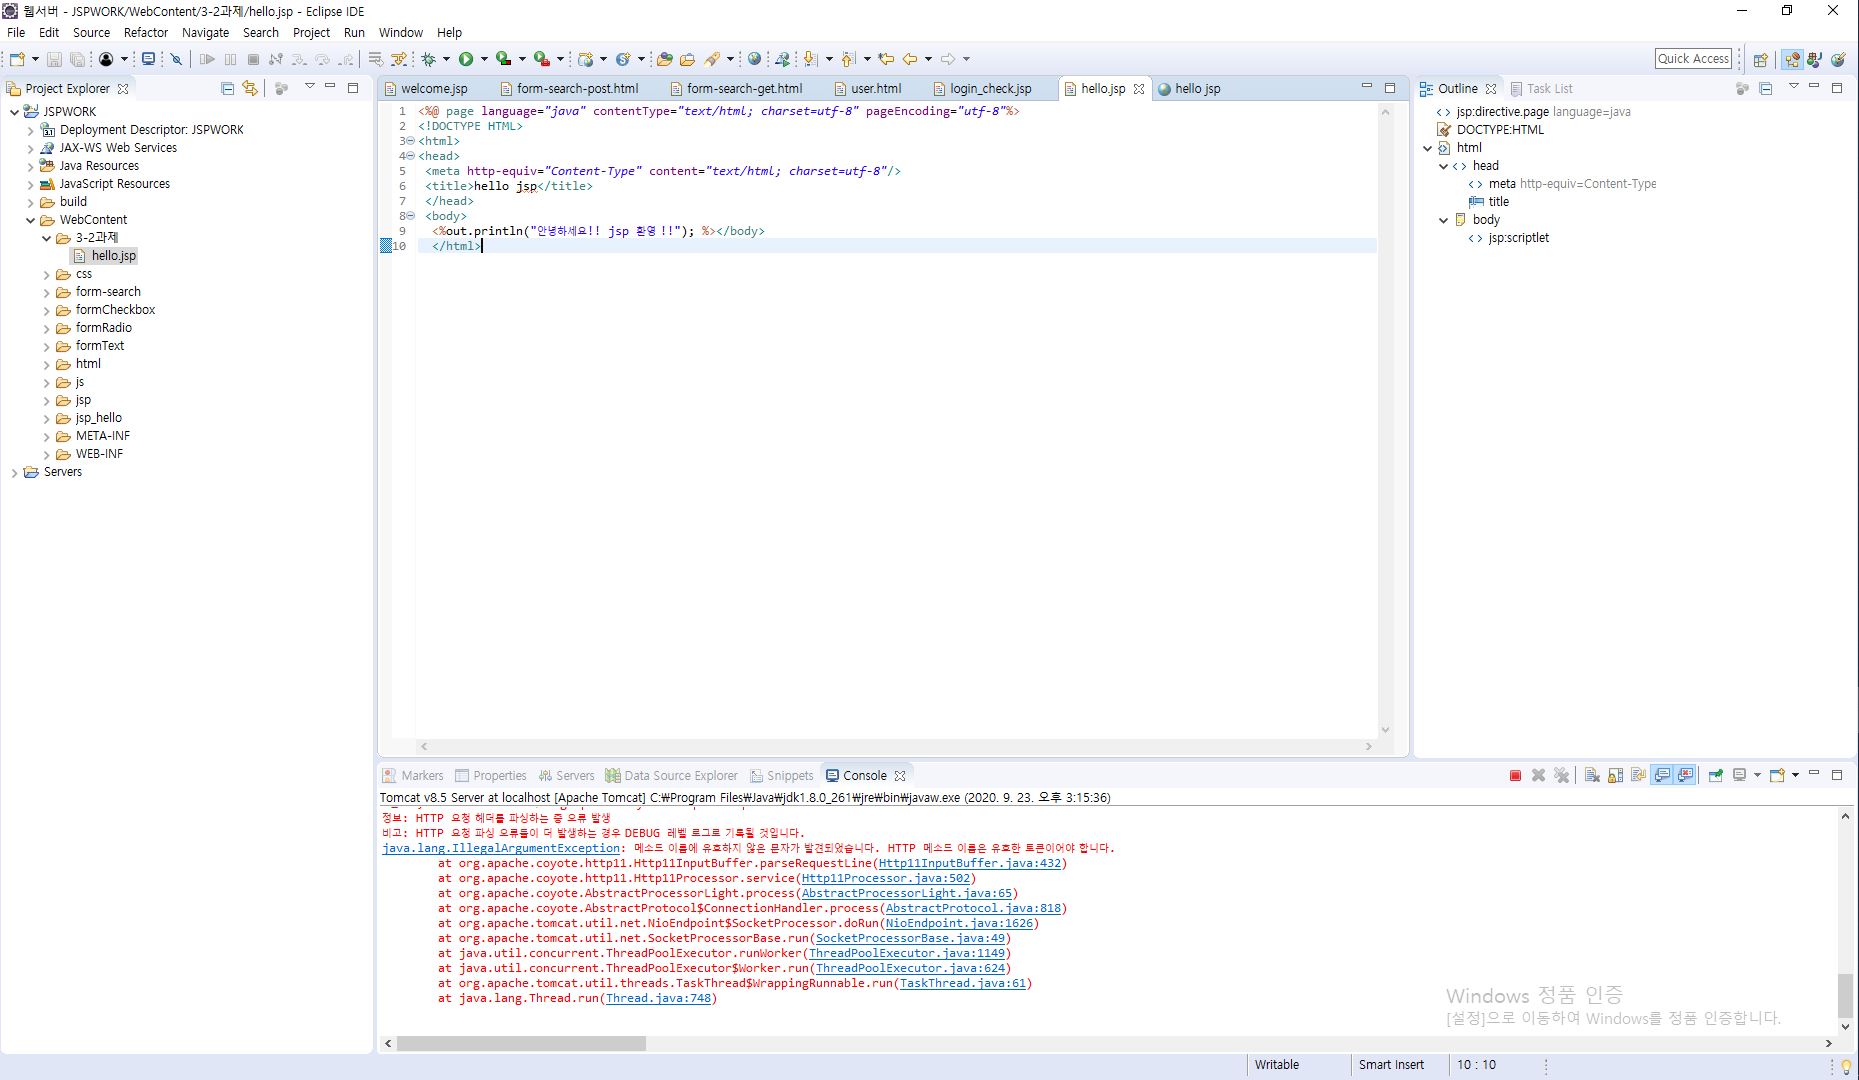 웹서버 - JSPWORK/WebContent/3-2과제/hello.jsp - Eclipse IDE
File Edit Source Refactor Navigate Search Project Run Window Help
Quick Access
Project Explorer
JSPWORK
Deployment Descriptor: JSPWORK
JAX-WS Web Services
Java Resources
JavaScript Resources
build
WebContent
3-2과제
hello.jsp
css
form-search
formCheckbox
formRadio
formText
html
js
jsp
jsp_hello
META-INF
WEB-INF
Servers
welcome.jsp form-search-post.html form-search-get.html user.html login_check.jsp hello.jsp hello jsp
1 <%@ page language="java" contentType="text/html; charset=utf-8" pageEncoding="utf-8"%>
2 <!DOCTYPE HTML>
3 <html>
4 <head>
5 <meta http-equiv="Content-Type" content="text/html; charset=utf-8"/>
6 <title>hello jsp</title>
7 </head>
8 <body>
9 <%out.println("안녕하세요!! jsp 환영 !!"); %></body>
10 </html>
Outline Task List
jsp:directive.page language=java
DOCTYPE:HTML
html
head
meta http-equiv=Content-Type
title
body
jsp:scriptlet
Markers Properties Servers Data Source Explorer Snippets Console
Tomcat v8.5 Server at localhost [Apache Tomcat] C:₩Program Files₩Java₩jdk1.8.0_261₩jre₩bin₩javaw.exe (2020. 9. 23. 오후 3:15:36)
정보: HTTP 요청 헤더를 파싱하는 중 오류 발생
비고: HTTP 요청 파싱 오류들이 더 발생하는 경우 DEBUG 레벨 로그로 기록될 것입니다.
java.lang.IllegalArgumentException: 메소드 이름에 유효하지 않은 문자가 발견되었습니다. HTTP 메소드 이름은 유효한 토큰이어야 합니다.
at org.apache.coyote.http11.Http11InputBuffer.parseRequestLine(Http11InputBuffer.java:432)
at org.apache.coyote.http11.Http11Processor.service(Http11Processor.java:502)
at org.apache.coyote.AbstractProcessorLight.process(AbstractProcessorLight.java:65)
at org.apache.coyote.AbstractProtocol$ConnectionHandler.process(AbstractProtocol.java:818)
at org.apache.tomcat.util.net.NioEndpoint$SocketProcessor.doRun(NioEndpoint.java:1626)
at org.apache.tomcat.util.net.SocketProcessorBase.run(SocketProcessorBase.java:49)
at java.util.concurrent.ThreadPoolExecutor.runWorker(ThreadPoolExecutor.java:1149)
at java.util.concurrent.ThreadPoolExecutor$Worker.run(ThreadPoolExecutor.java:624)
at org.apache.tomcat.util.threads.TaskThread$WrappingRunnable.run(TaskThread.java:61)
at java.lang.Thread.run(Thread.java:748)
Windows 정품 인증
[설정]으로 이동하여 Windows를 정품 인증합니다.
Writable Smart Insert 10 : 10